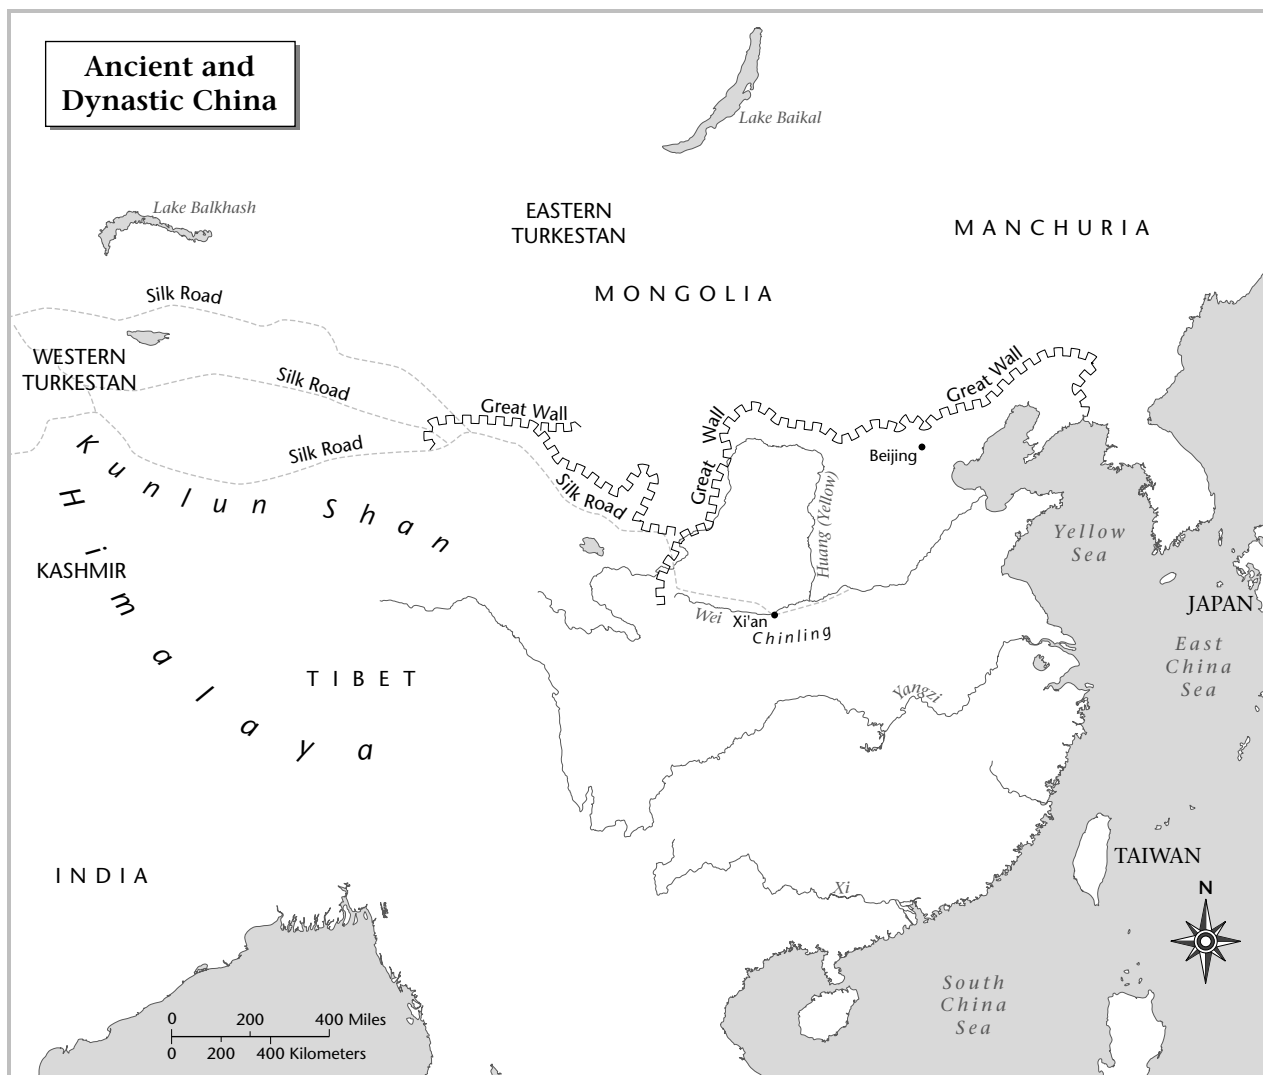 Ancient and
Dynastic China
Lake Baikal
Lake Balkhash
EASTERN
TURKESTAN
MANCHURIA
MONGOLIA
Silk Road
WESTERN
TURKESTAN
Silk Road
Great Wall
Great Wall
Great Wall
Silk Road
Silk Road
Beijing
Kunlun Shan
Huang (Yellow)
Yellow
Sea
Himalaya
KASHMIR
JAPAN
Wei
Xi'an
Chinling
East
China
Sea
TIBET
Yangzi
TAIWAN
INDIA
Xi
N
South
China
Sea
0 200 400 Miles
0 200 400 Kilometers